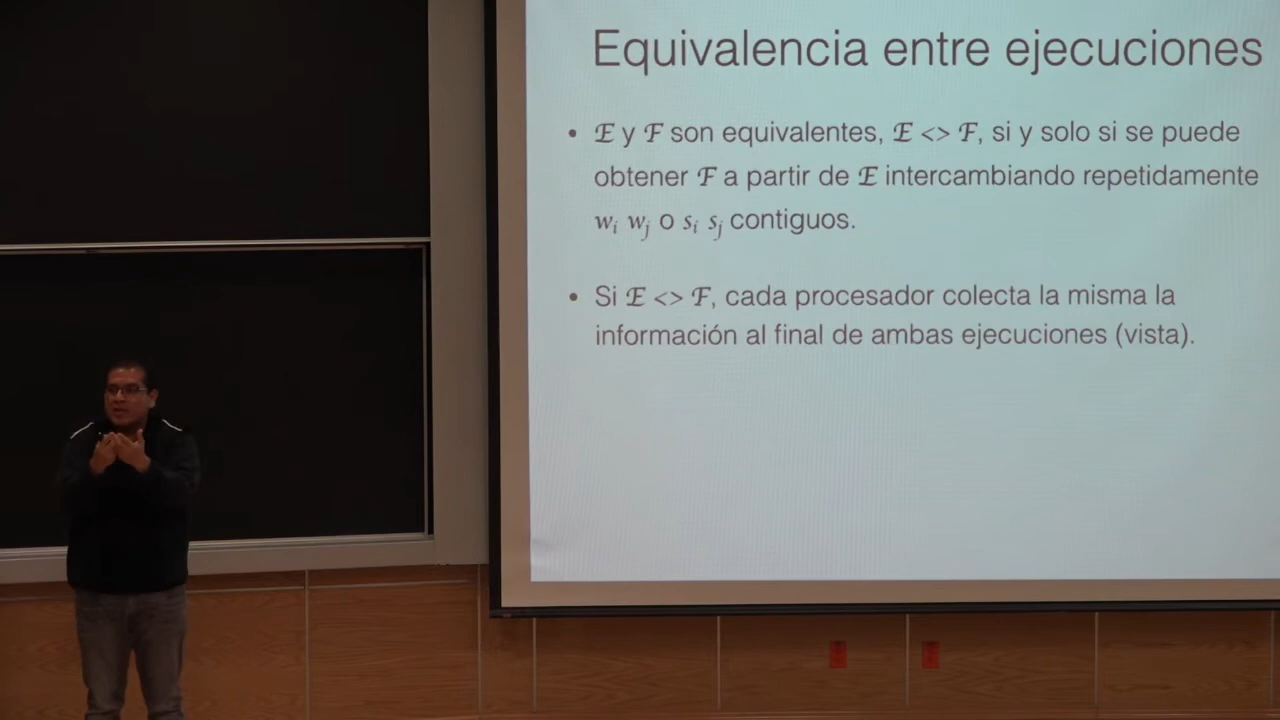 Equivalencia entre ejecuciones
• E y F son equivalentes, E <> F, si y solo si se puede
obtener F a partir de E intercambiando repetidamente
wᵢ wⱼ o sᵢ sⱼ contiguos.
• Si E <> F, cada procesador colecta la misma la
información al final de ambas ejecuciones (vista).